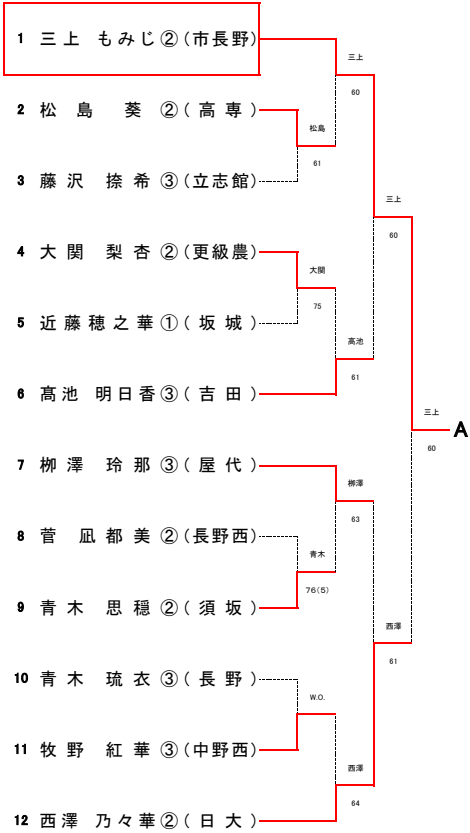 1 三上 もみじ ② (市長野)
2 松島 葵 ② (高専)
3 藤沢 捺希 ③ (立志館)
4 大関 梨杏 ② (更級農)
5 近藤穂之華 ① (坂城)
6 髙池 明日香 ③ (吉田)
7 栁澤 玲那 ③ (屋代)
8 菅 凪都美 ② (長野西)
9 青木 思穏 ② (須坂)
10 青木 琉衣 ③ (長野)
11 牧野 紅華 ③ (中野西)
12 西澤 乃々華 ② (日大)
松島
61
大関
75
青木
76(5)
W.O.
三上
60
髙池
61
栁澤
63
西澤
64
三上
60
西澤
61
三上
60
A